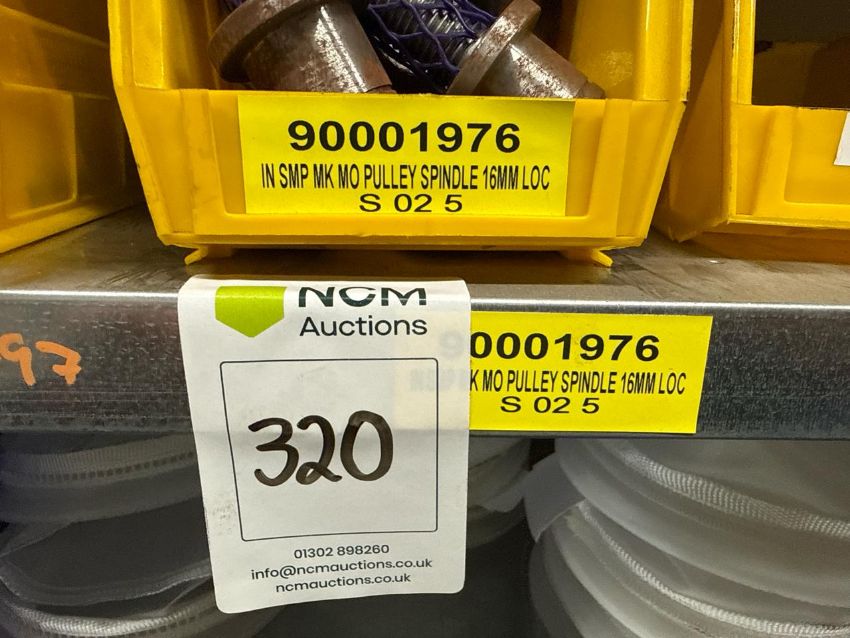 90001976
IN SMP MK MO PULLEY SPINDLE 16MM LOC
S 02 5
NCM
Auctions
90001976
K MO PULLEY SPINDLE 16MM LOC
S 02 5
97
320
01302 898260
info@ncmauctions.co.uk
ncmauctions.co.uk